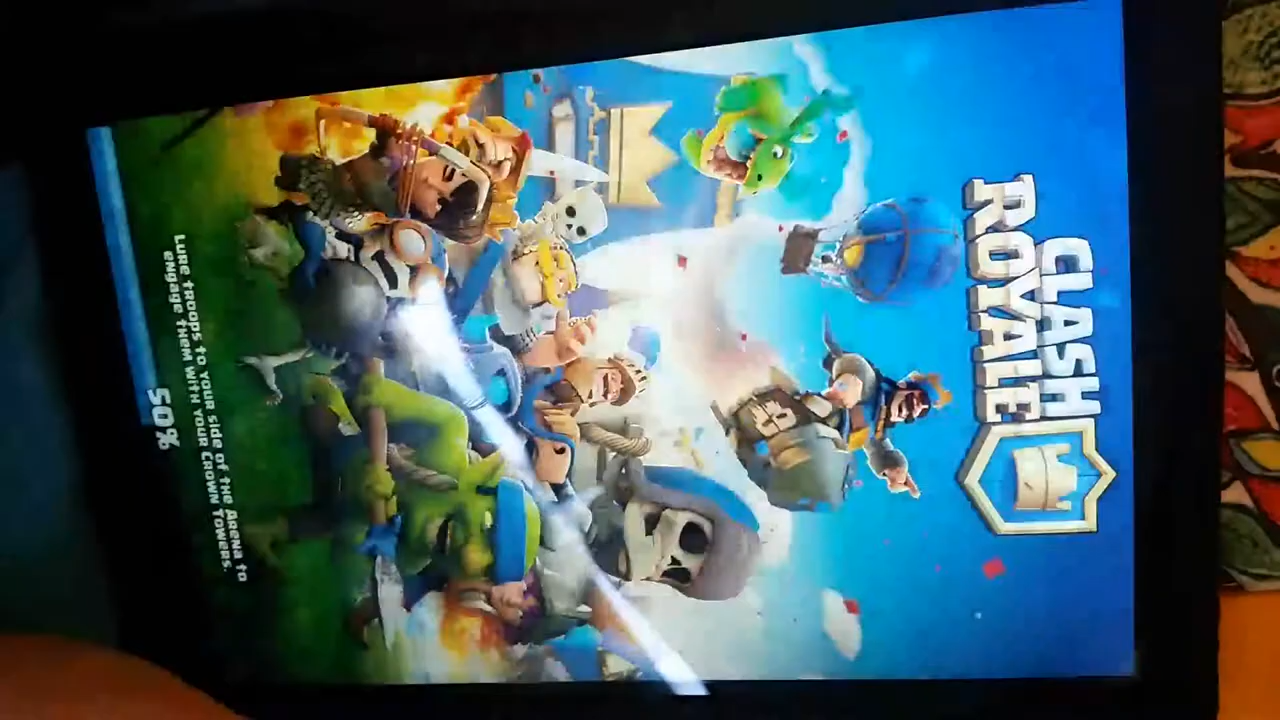 CLASH
ROYALE
50%
Lure troops to your side of the Arena to
engage them with your Crown Towers.